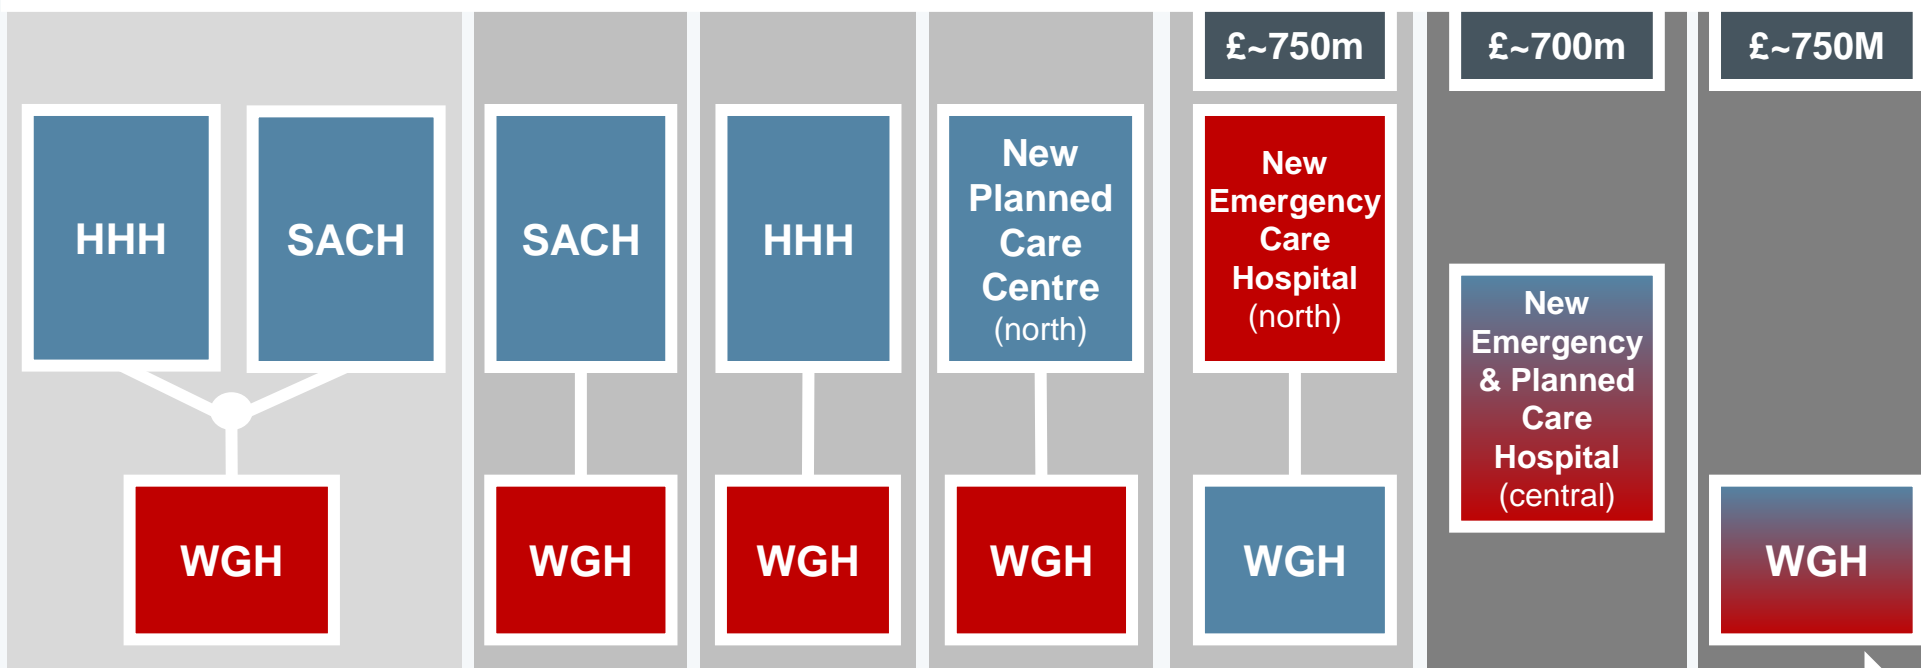 £~750m
£~700m
£~750M
HHH
SACH
SACH
HHH
New
Planned
Care
Centre
(north)
New
Emergency
Care
Hospital
(north)
New
Emergency
& Planned
Care
Hospital
(central)
WGH
WGH
WGH
WGH
WGH
WGH